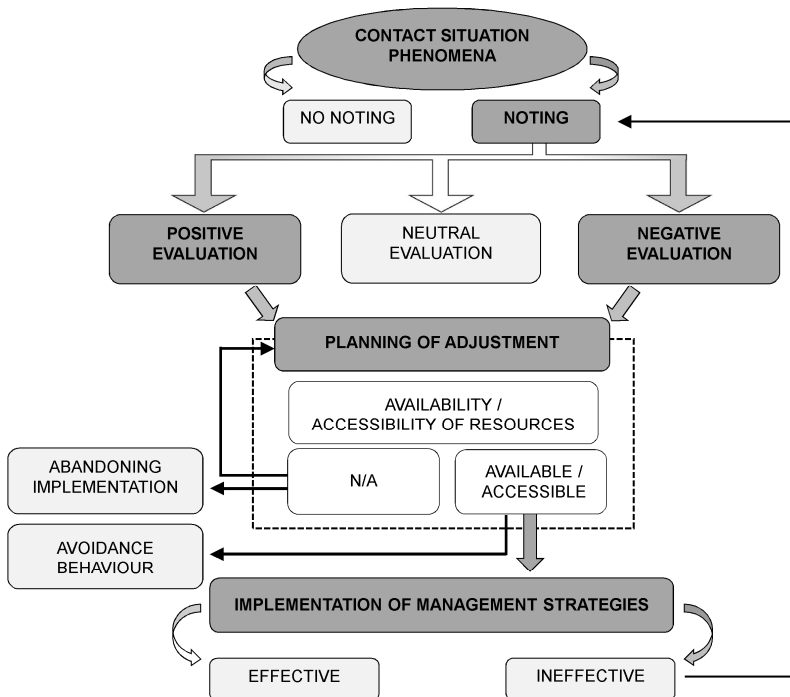 CONTACT SITUATION
PHENOMENA
NO NOTING
NOTING
POSITIVE
EVALUATION
NEUTRAL
EVALUATION
NEGATIVE
EVALUATION
PLANNING OF ADJUSTMENT
AVAILABILITY /
ACCESSIBILITY OF RESOURCES
ABANDONING
IMPLEMENTATION
N/A
AVAILABLE /
ACCESSIBLE
AVOIDANCE
BEHAVIOUR
IMPLEMENTATION OF MANAGEMENT STRATEGIES
EFFECTIVE
INEFFECTIVE